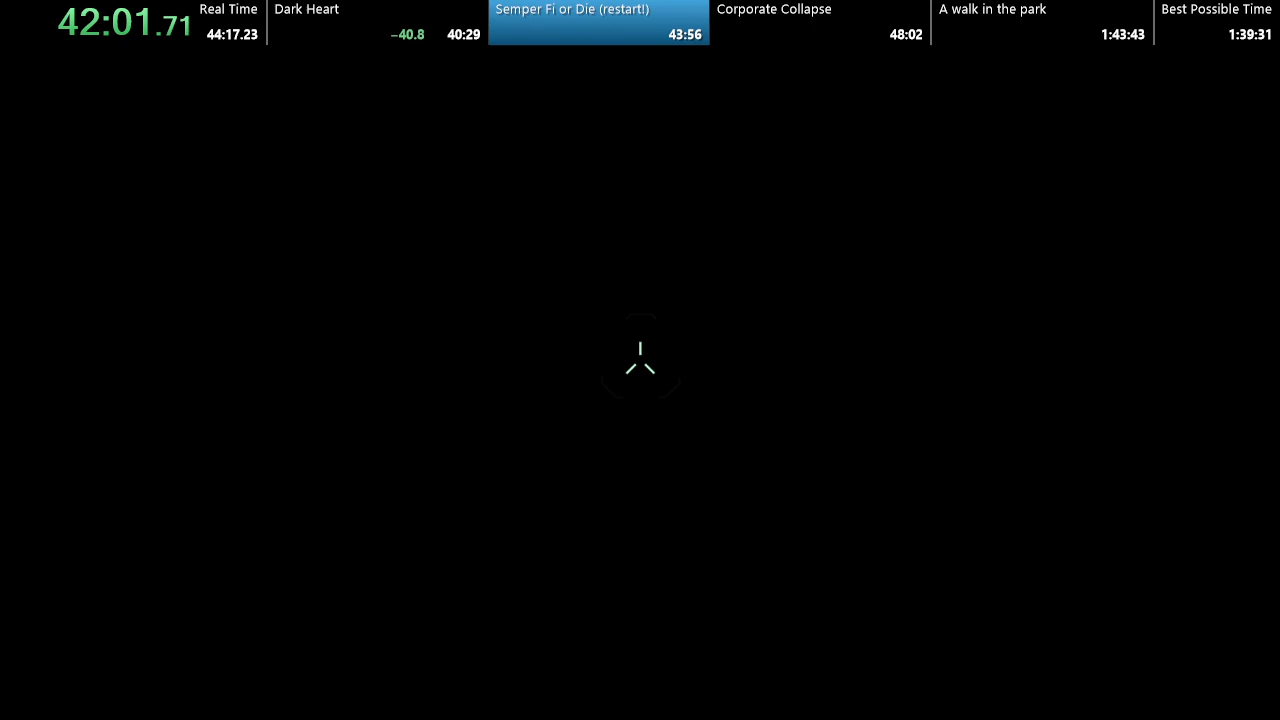 42:01.71
Real Time
44:17.23
Dark Heart
−40.8 40:29
Semper Fi or Die (restart!)
43:56
Corporate Collapse
48:02
A walk in the park
1:43:43
Best Possible Time
1:39:31